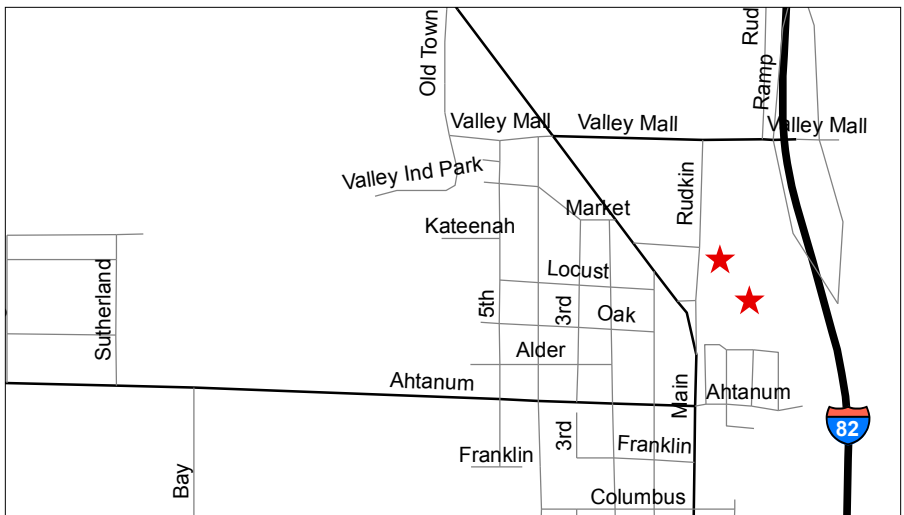 Old Town
Rud
Ramp
Valley Mall
Valley Mall
Valley Mall
Valley Ind Park
Rudkin
Market
Kateenah
Sutherland
Locust
5th
3rd
Oak
Alder
Ahtanum
Main
Ahtanum
82
3rd
Franklin
Franklin
Bay
Columbus